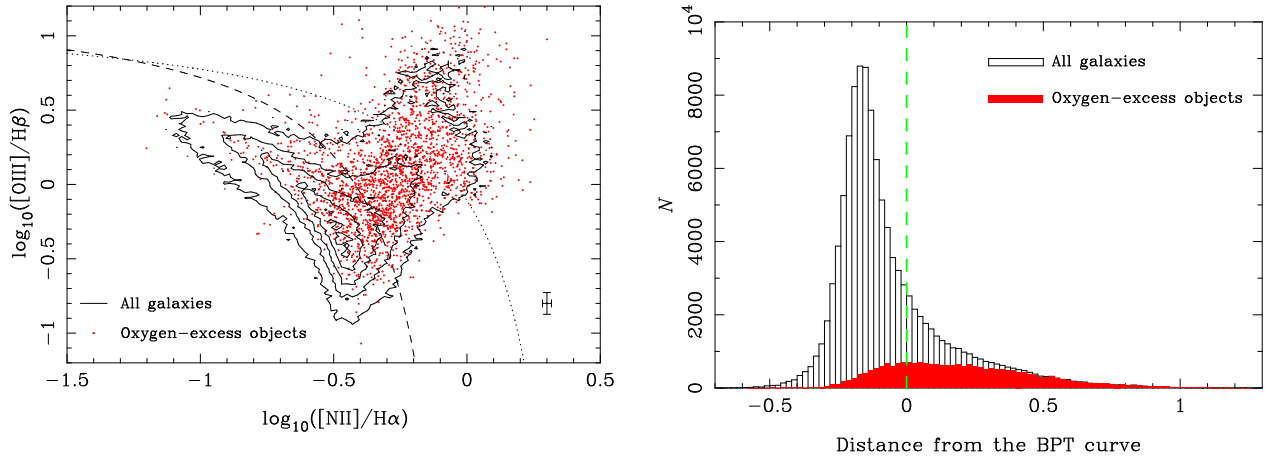 1
0.5
0
−0.5
−1
log10([OIII]/Hβ)
All galaxies
Oxygen−excess objects
−1.5
−1
−0.5
0
0.5
log10([NII]/Hα)
10^4
8000
6000
4000
2000
0
N
All galaxies
Oxygen−excess objects
−0.5
0
0.5
1
Distance from the BPT curve